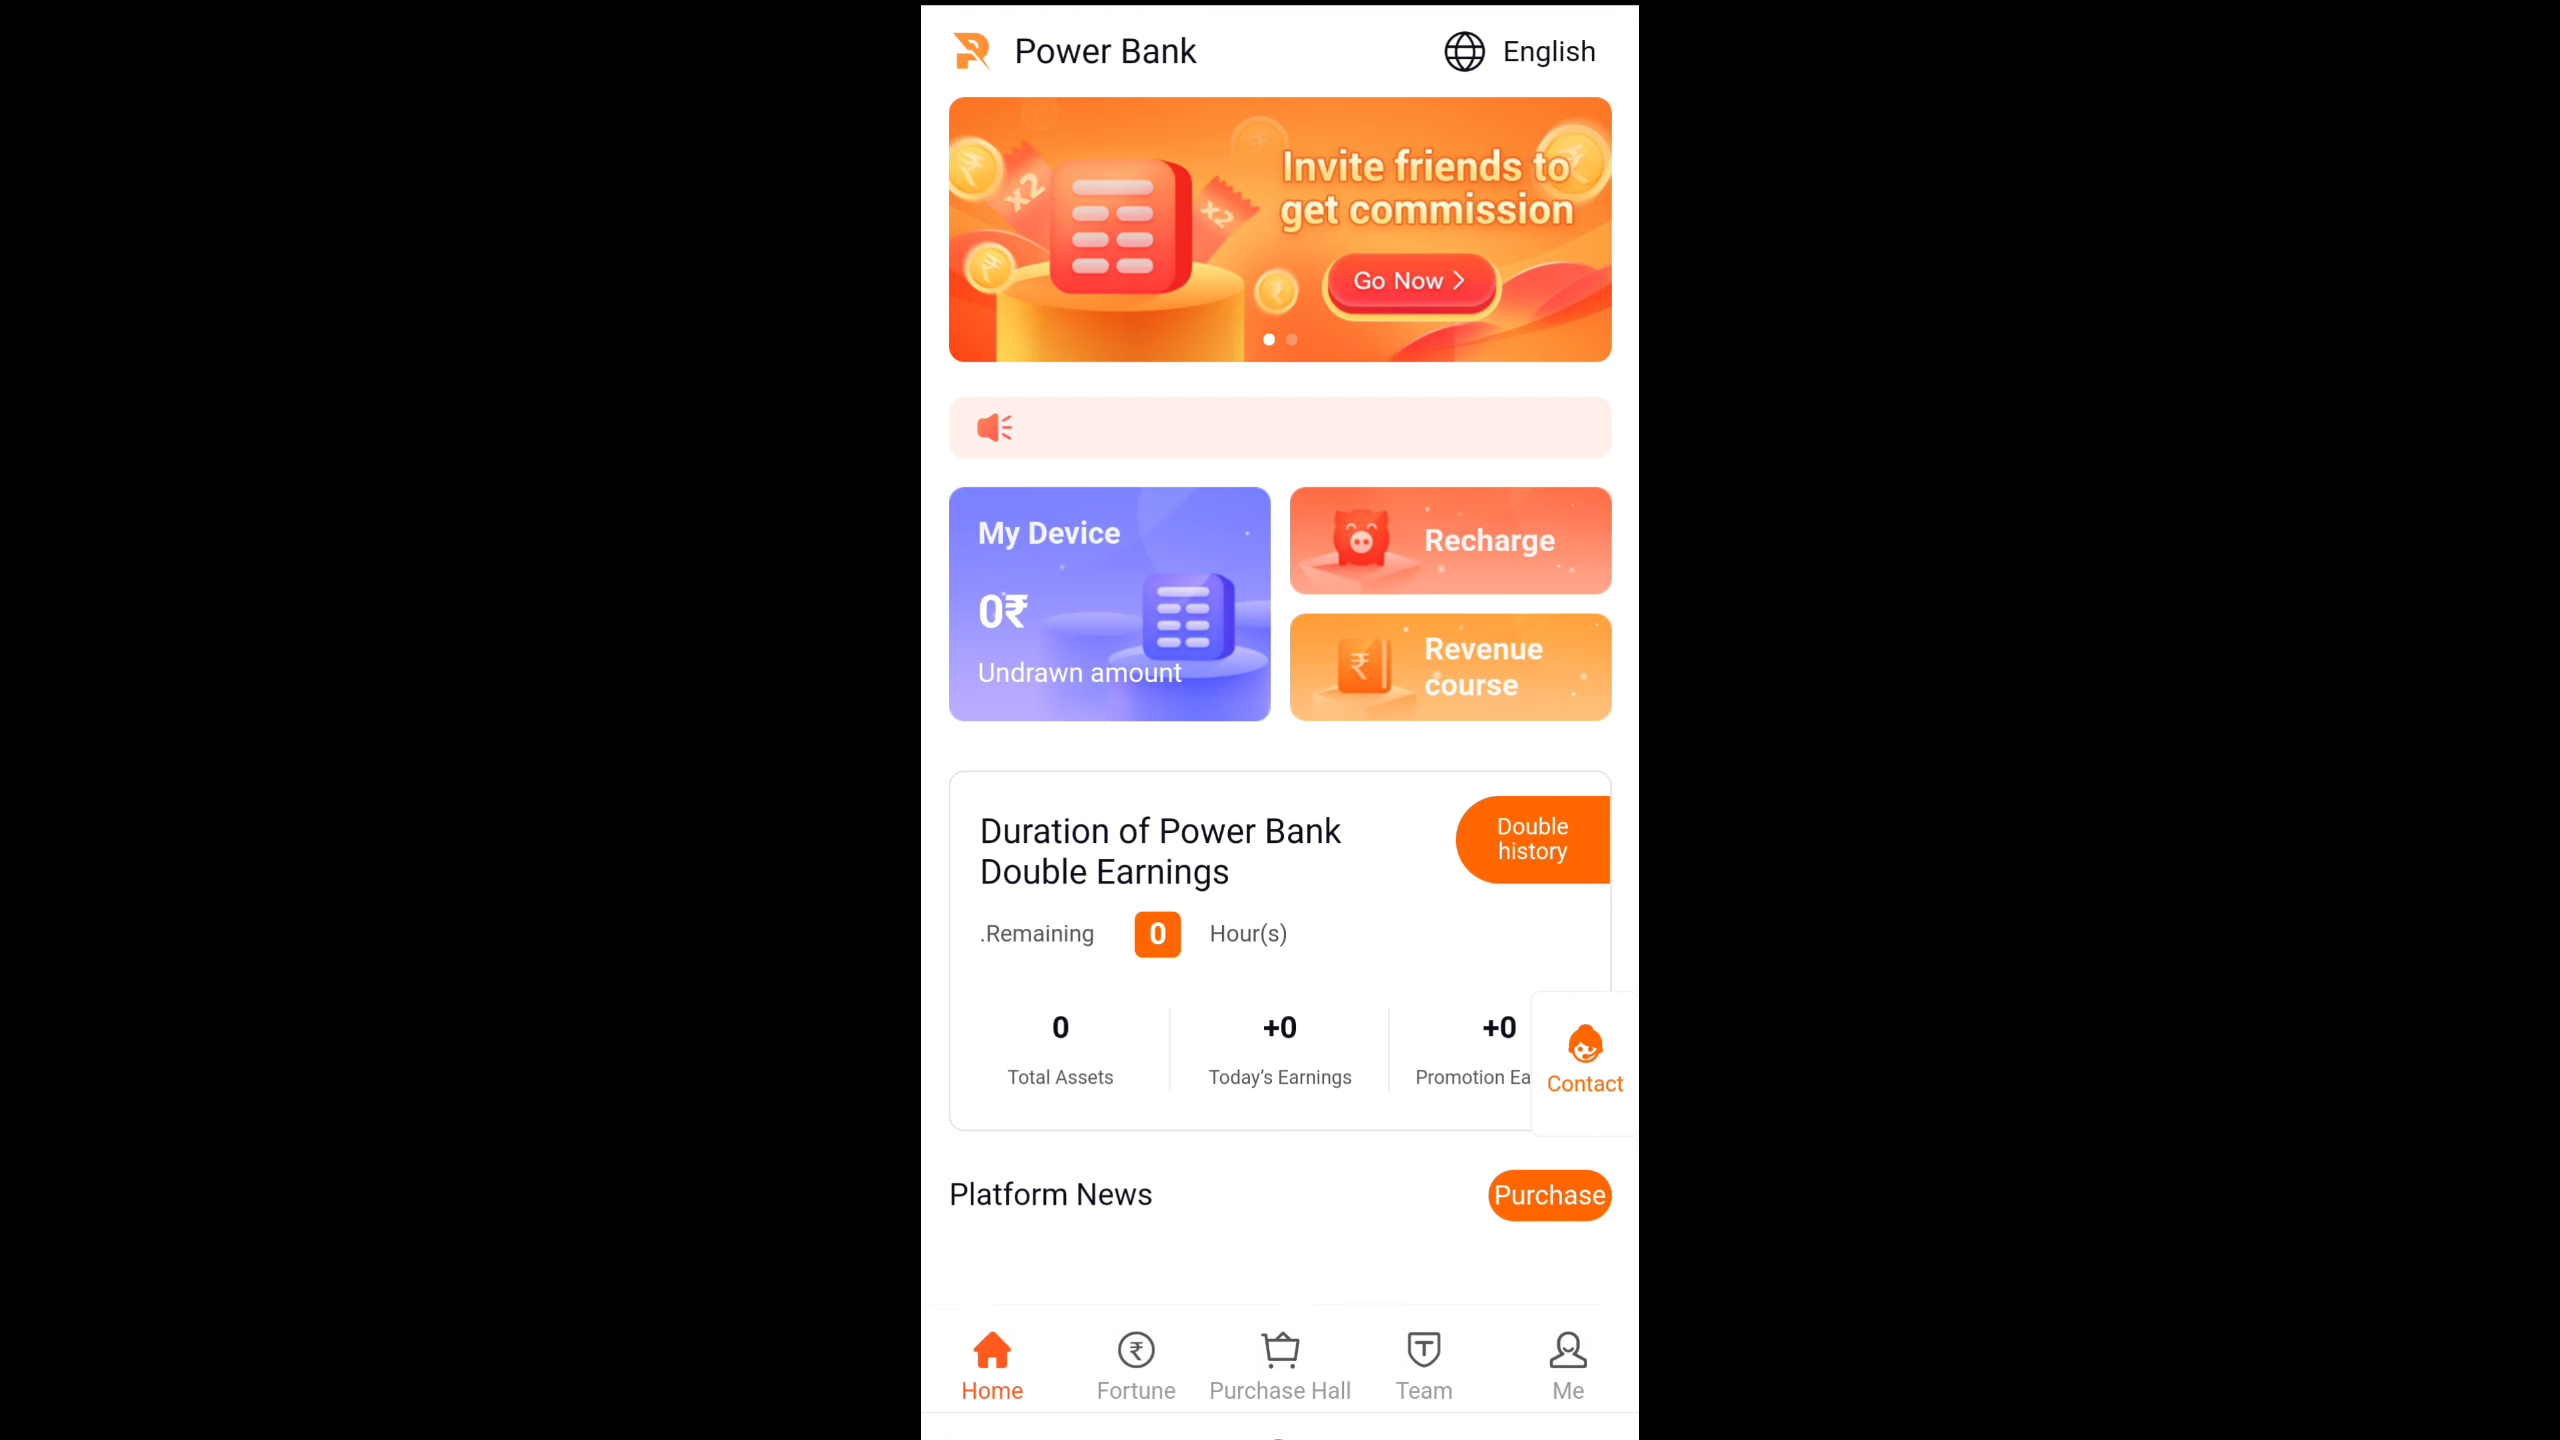 Power Bank
English
Invite friends to
get commission
x2
x2
Go Now
My Device
0₹
Undrawn amount
Recharge
Revenue
course
Duration of Power Bank
Double Earnings
Double
history
.Remaining 0 Hour(s)
0
Total Assets
+0
Today's Earnings
+0
Promotion Ea
Contact
Platform News
Purchase
Home
Fortune
Purchase Hall
Team
Me